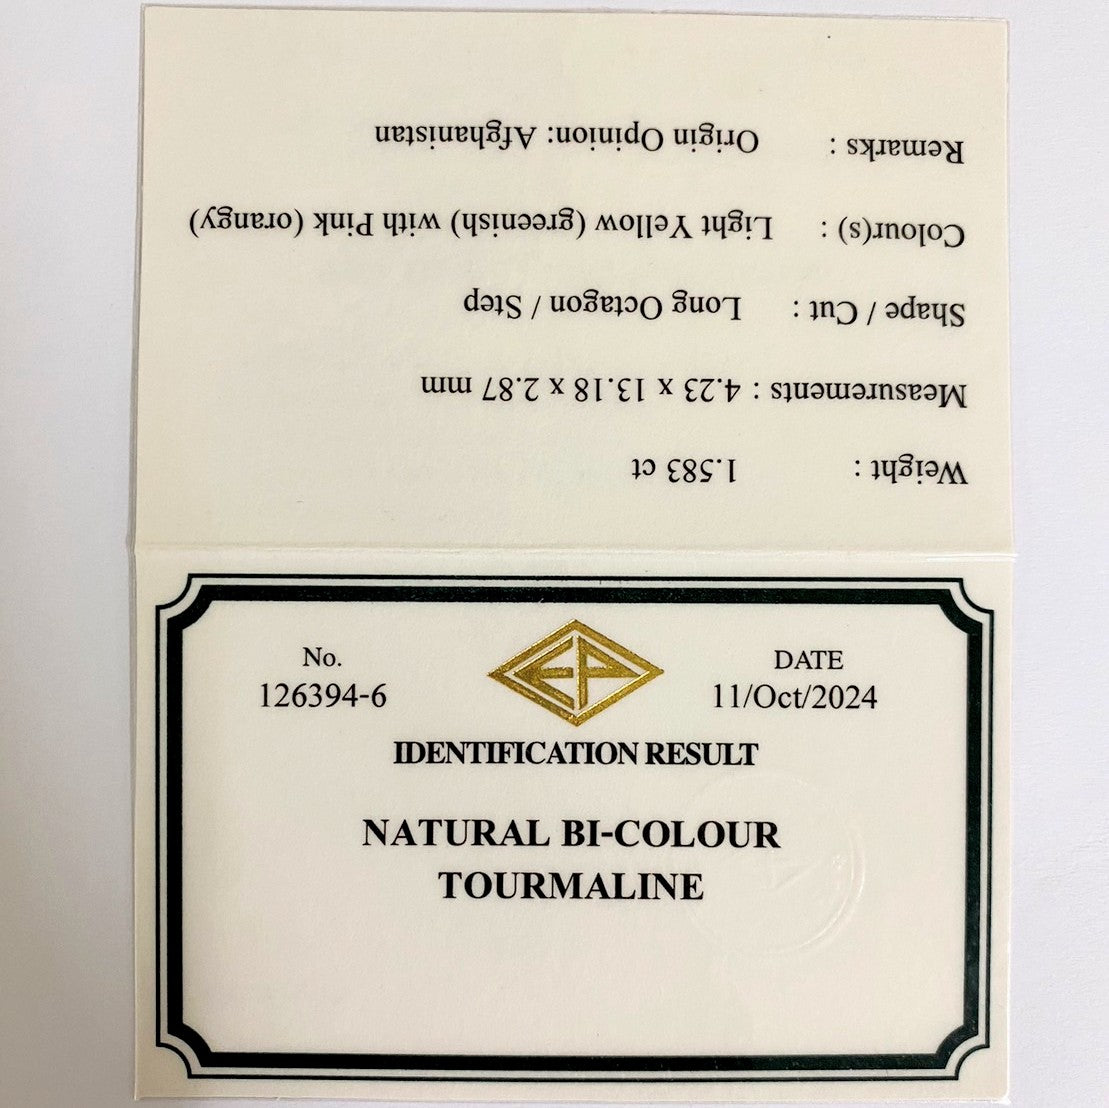 Weight : 1.583 ct
Measurements : 4.23 x 13.18 x 2.87 mm
Shape / Cut : Long Octagon / Step
Colour(s) : Light Yellow (greenish) with Pink (orangy)
Remarks : Origin Opinion: Afghanistan
No. DATE
126394-6 11/Oct/2024
EP
IDENTIFICATION RESULT
NATURAL BI-COLOUR
TOURMALINE